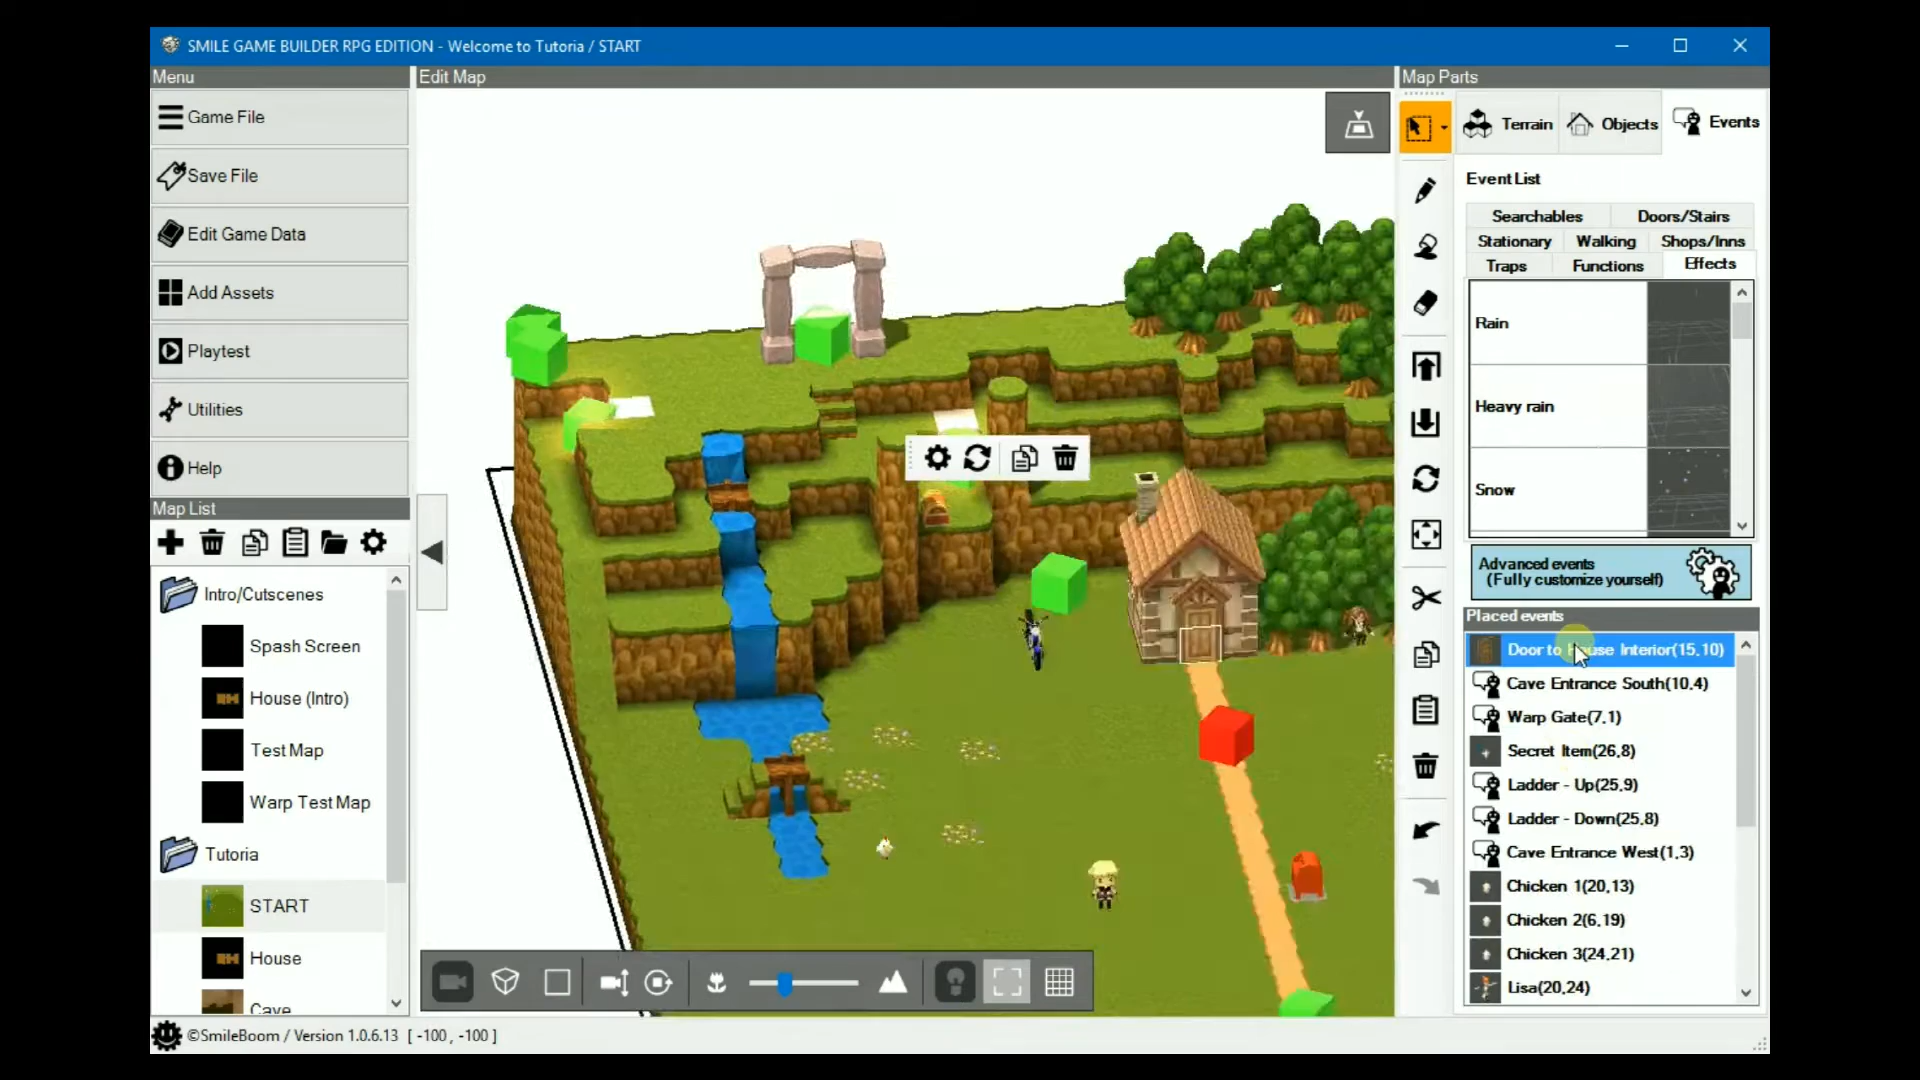 SMILE GAME BUILDER RPG EDITION - Welcome to Tutoria / START
Menu
Game File
Save File
Edit Game Data
Add Assets
Playtest
Utilities
Help
Map List
Intro/Cutscenes
Spash Screen
House (Intro)
Test Map
Warp Test Map
Tutoria
START
House
Cave
Edit Map
Map Parts
Terrain
Objects
Events
Event List
Searchables
Doors/Stairs
Stationary
Walking
Shops/Inns
Traps
Functions
Effects
Rain
Heavy rain
Snow
Advanced events
(Fully customize yourself)
Placed events
Door to House Interior(15,10)
Cave Entrance South(10,4)
Warp Gate(7,1)
Secret Item(26,8)
Ladder - Up(25,9)
Ladder - Down(25,8)
Cave Entrance West(1,3)
Chicken 1(20,13)
Chicken 2(6,19)
Chicken 3(24,21)
Lisa(20,24)
©SmileBoom / Version 1.0.6.13 [ -100 , -100 ]